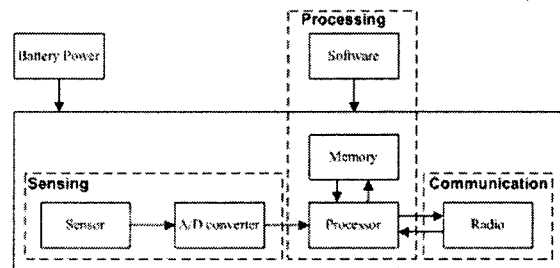 Processing
Battery Power
Software
Memory
Sensing
Communication
Sensor
A/D converter
Processor
Radio